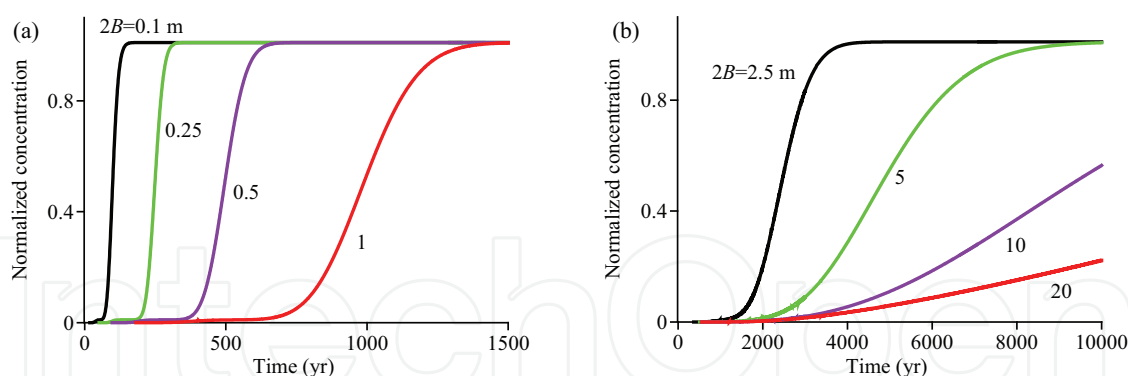 (a)
2B=0.1 m
Normalized concentration
0.8
0.4
0
0.25
0.5
1
0
500
1000
1500
Time (yr)
(b)
2B=2.5 m
Normalized concentration
0.8
0.4
0
5
10
20
0
2000
4000
6000
8000
10000
Time (yr)
intechopen